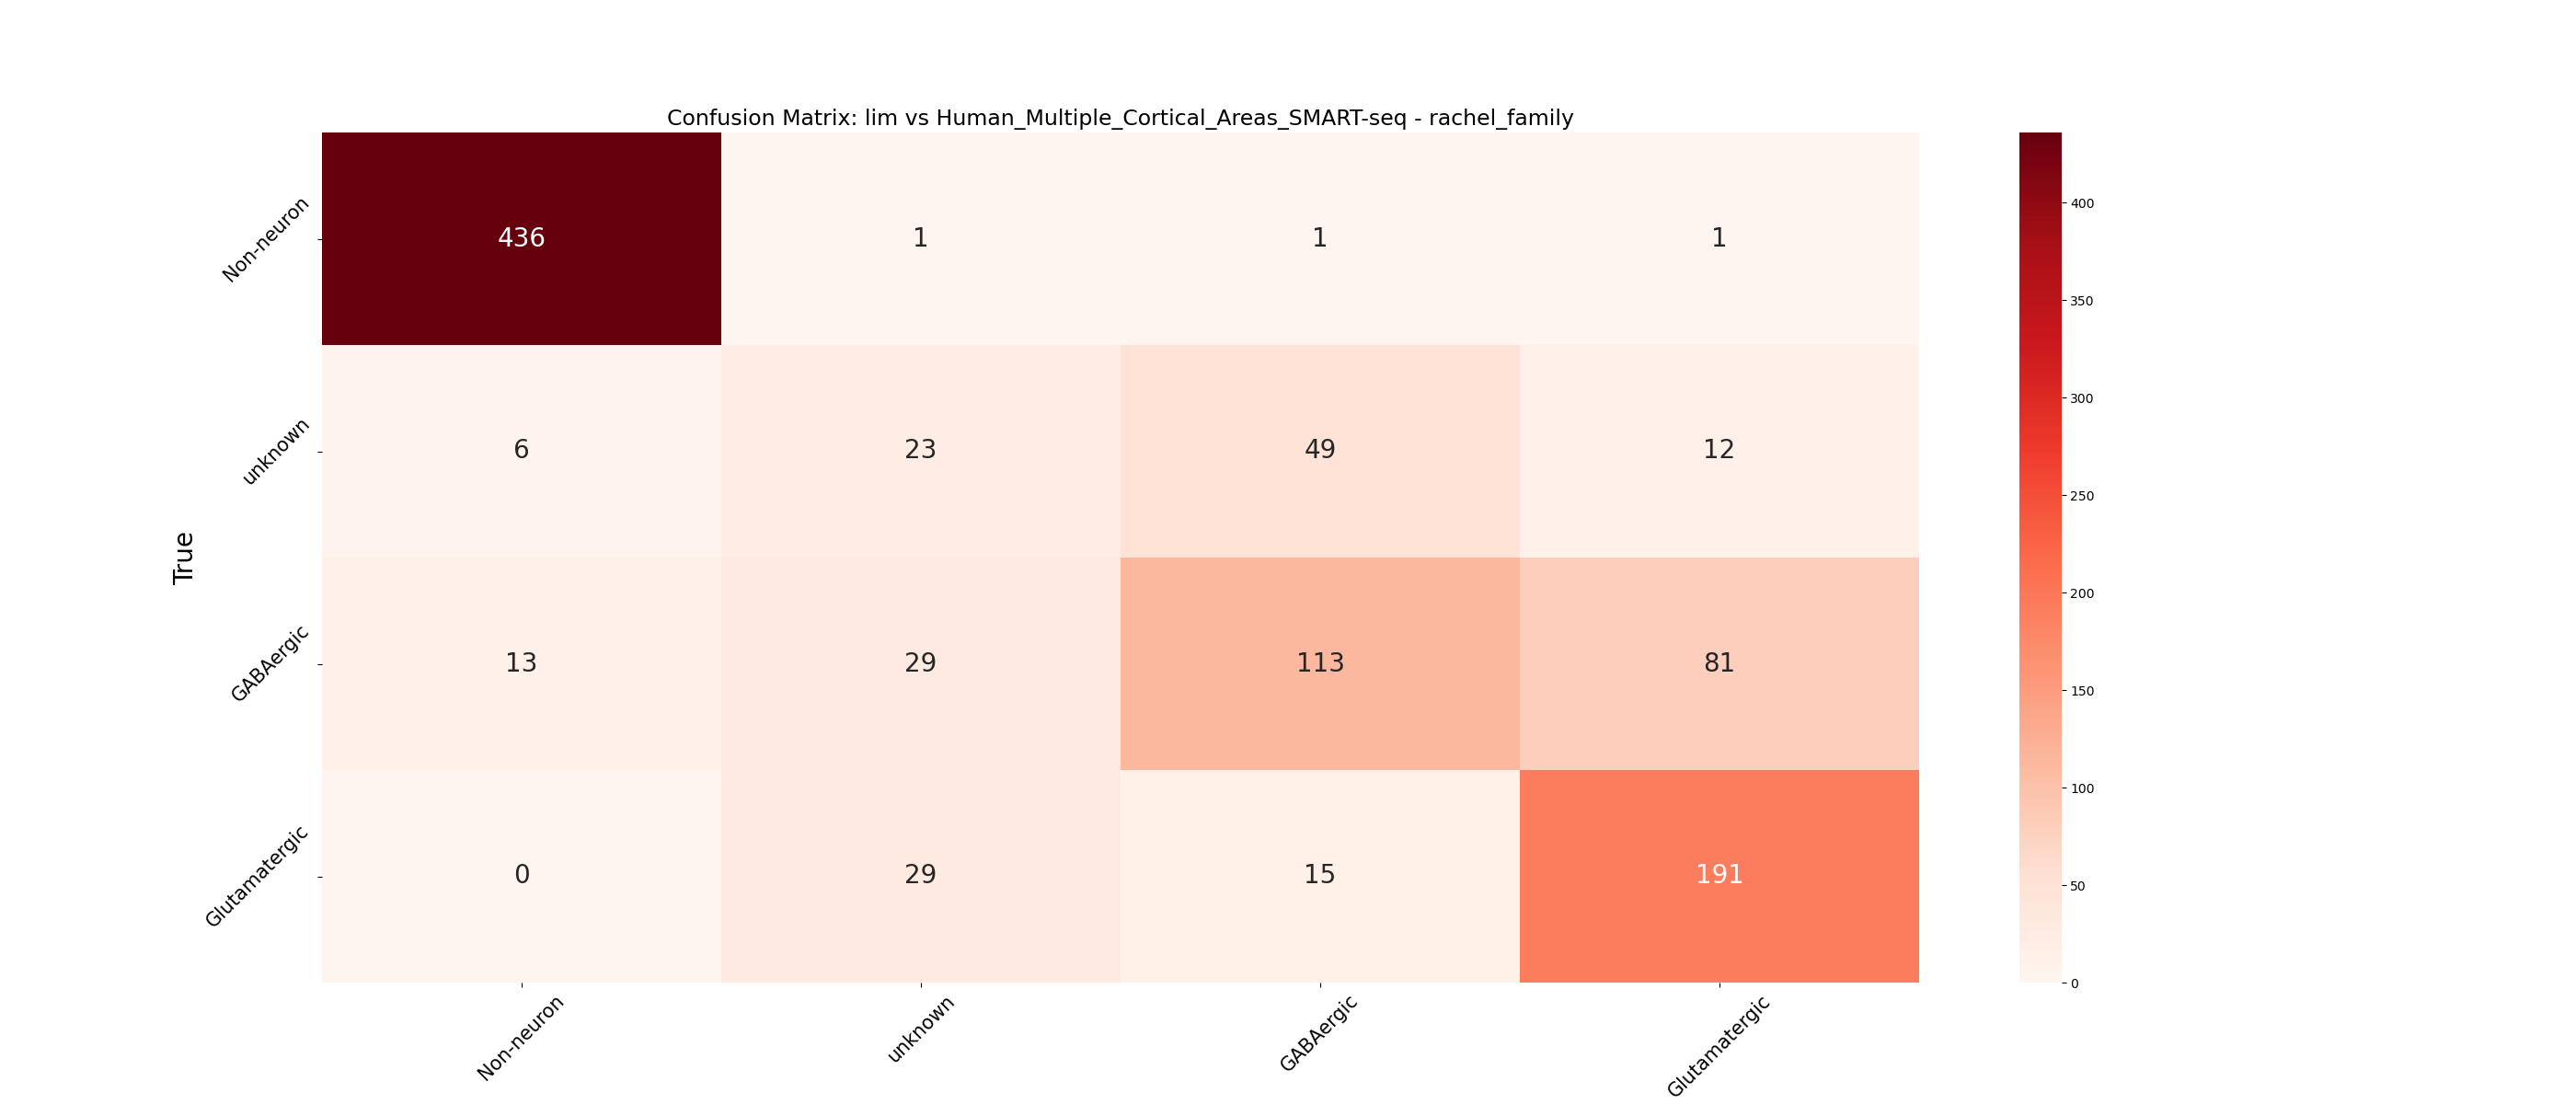 Confusion Matrix: lim vs Human_Multiple_Cortical_Areas_SMART-seq - rachel_family
Non-neuron 436 1 1 1
unknown 6 23 49 12
GABAergic 13 29 113 81
Glutamatergic 0 29 15 191
True
Non-neuron unknown GABAergic Glutamatergic
400
350
300
250
200
150
100
50
0